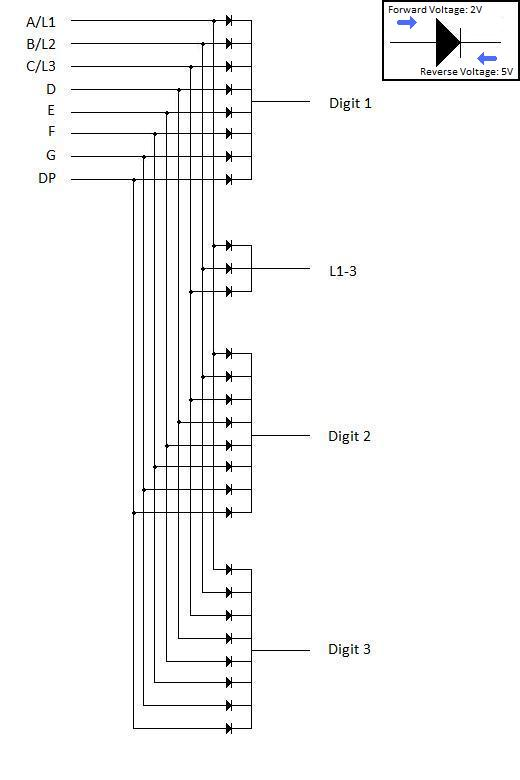 A/L1
B/L2
C/L3
D
E
F
G
DP
Forward Voltage: 2V
Reverse Voltage: 5V
Digit 1
L1-3
Digit 2
Digit 3